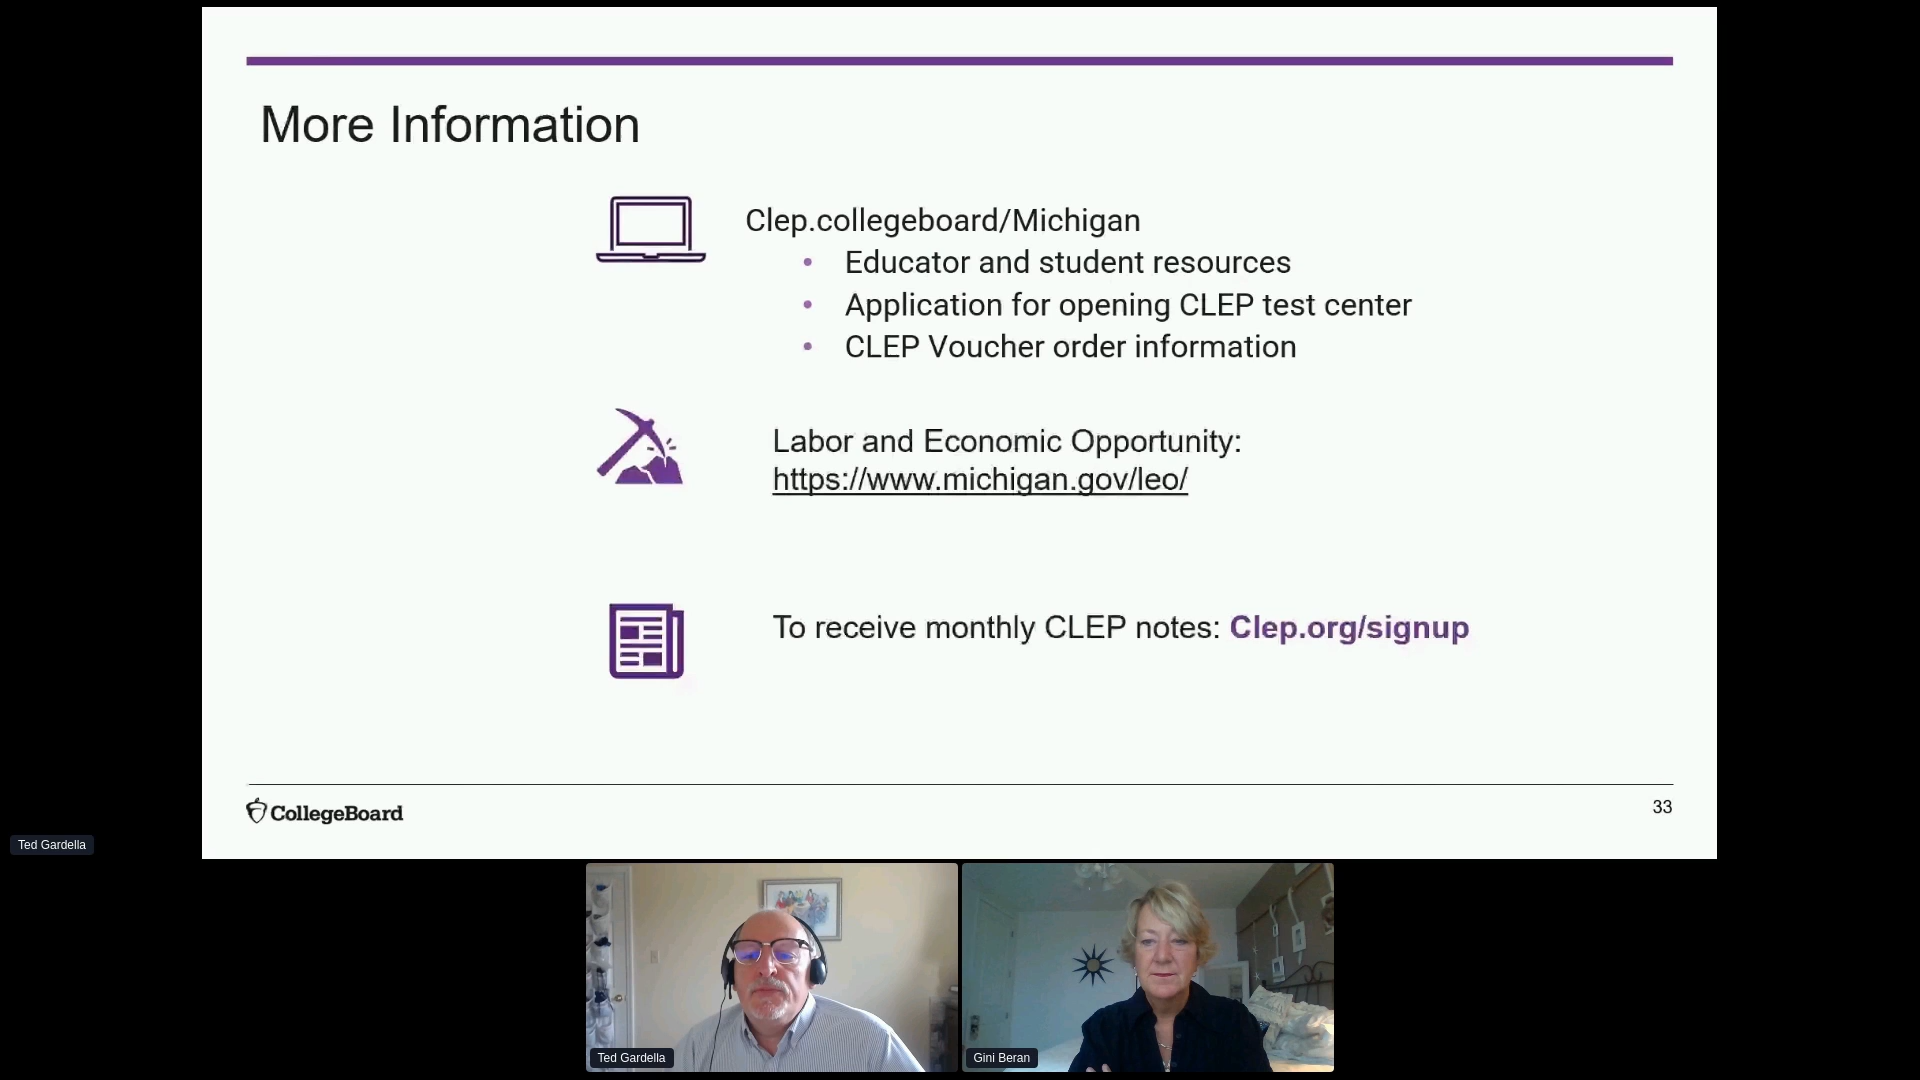 More Information
Clep.collegeboard/Michigan
• Educator and student resources
• Application for opening CLEP test center
• CLEP Voucher order information
Labor and Economic Opportunity:
https://www.michigan.gov/leo/
To receive monthly CLEP notes: Clep.org/signup
CollegeBoard
33
Ted Gardella
Ted Gardella
Gini Beran